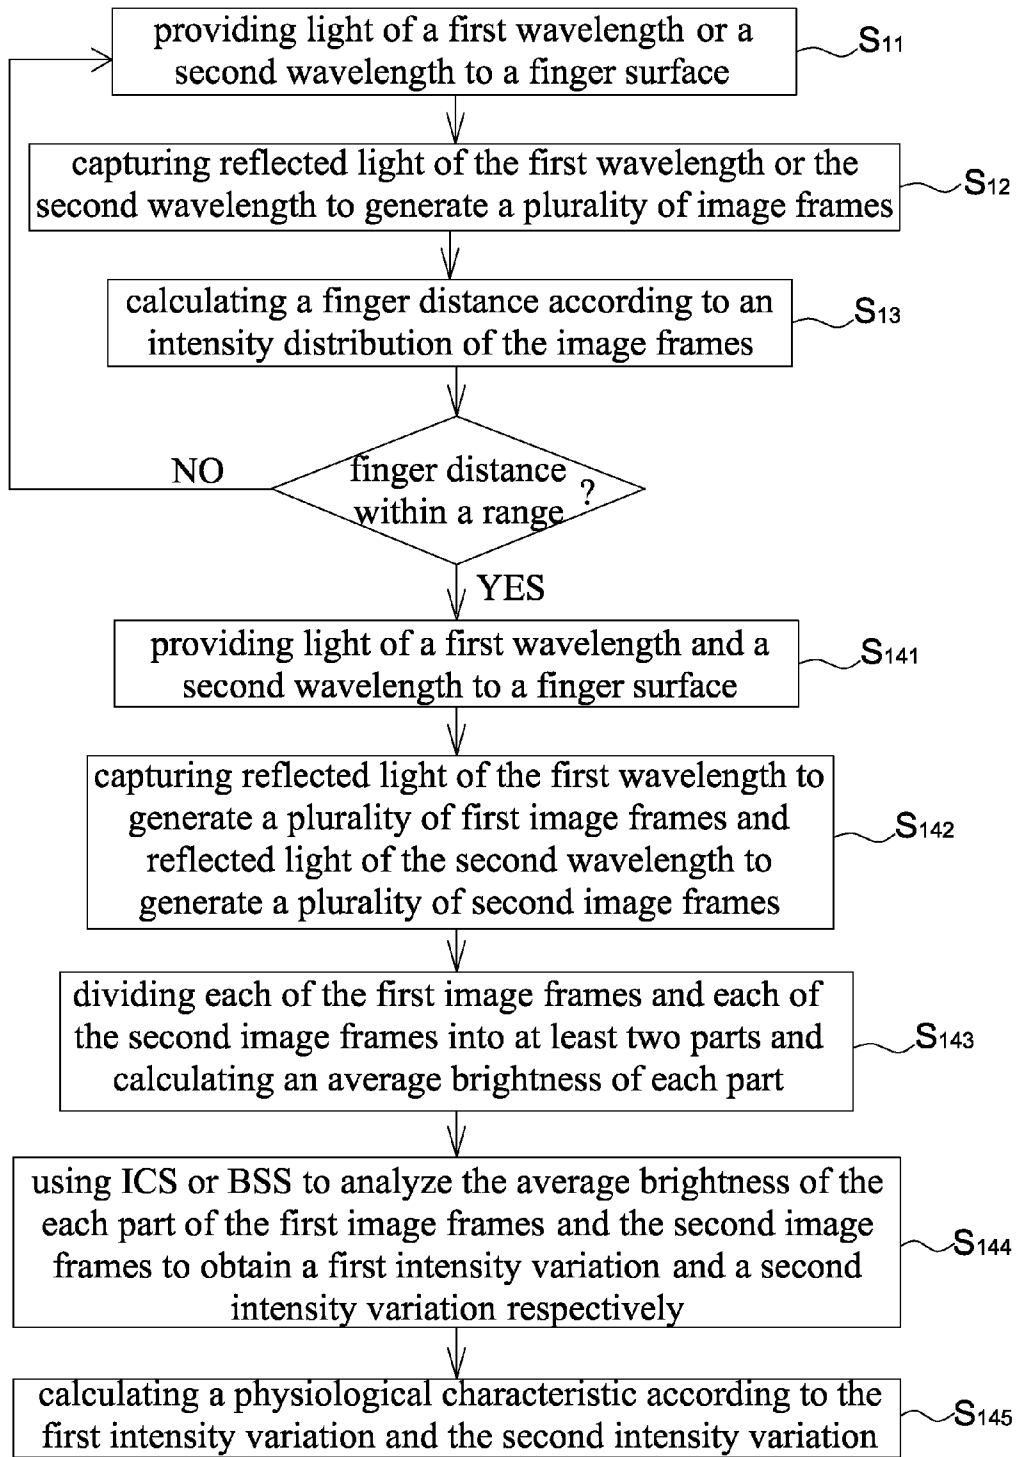 providing light of a first wavelength or a
second wavelength to a finger surface
S11
capturing reflected light of the first wavelength or the
second wavelength to generate a plurality of image frames
S12
calculating a finger distance according to an
intensity distribution of the image frames
S13
NO
finger distance
within a range ?
YES
providing light of a first wavelength and a
second wavelength to a finger surface
S141
capturing reflected light of the first wavelength to
generate a plurality of first image frames and
reflected light of the second wavelength to
generate a plurality of second image frames
S142
dividing each of the first image frames and each of
the second image frames into at least two parts and
calculating an average brightness of each part
S143
using ICS or BSS to analyze the average brightness of the
each part of the first image frames and the second image
frames to obtain a first intensity variation and a second
intensity variation respectively
S144
calculating a physiological characteristic according to the
first intensity variation and the second intensity variation
S145